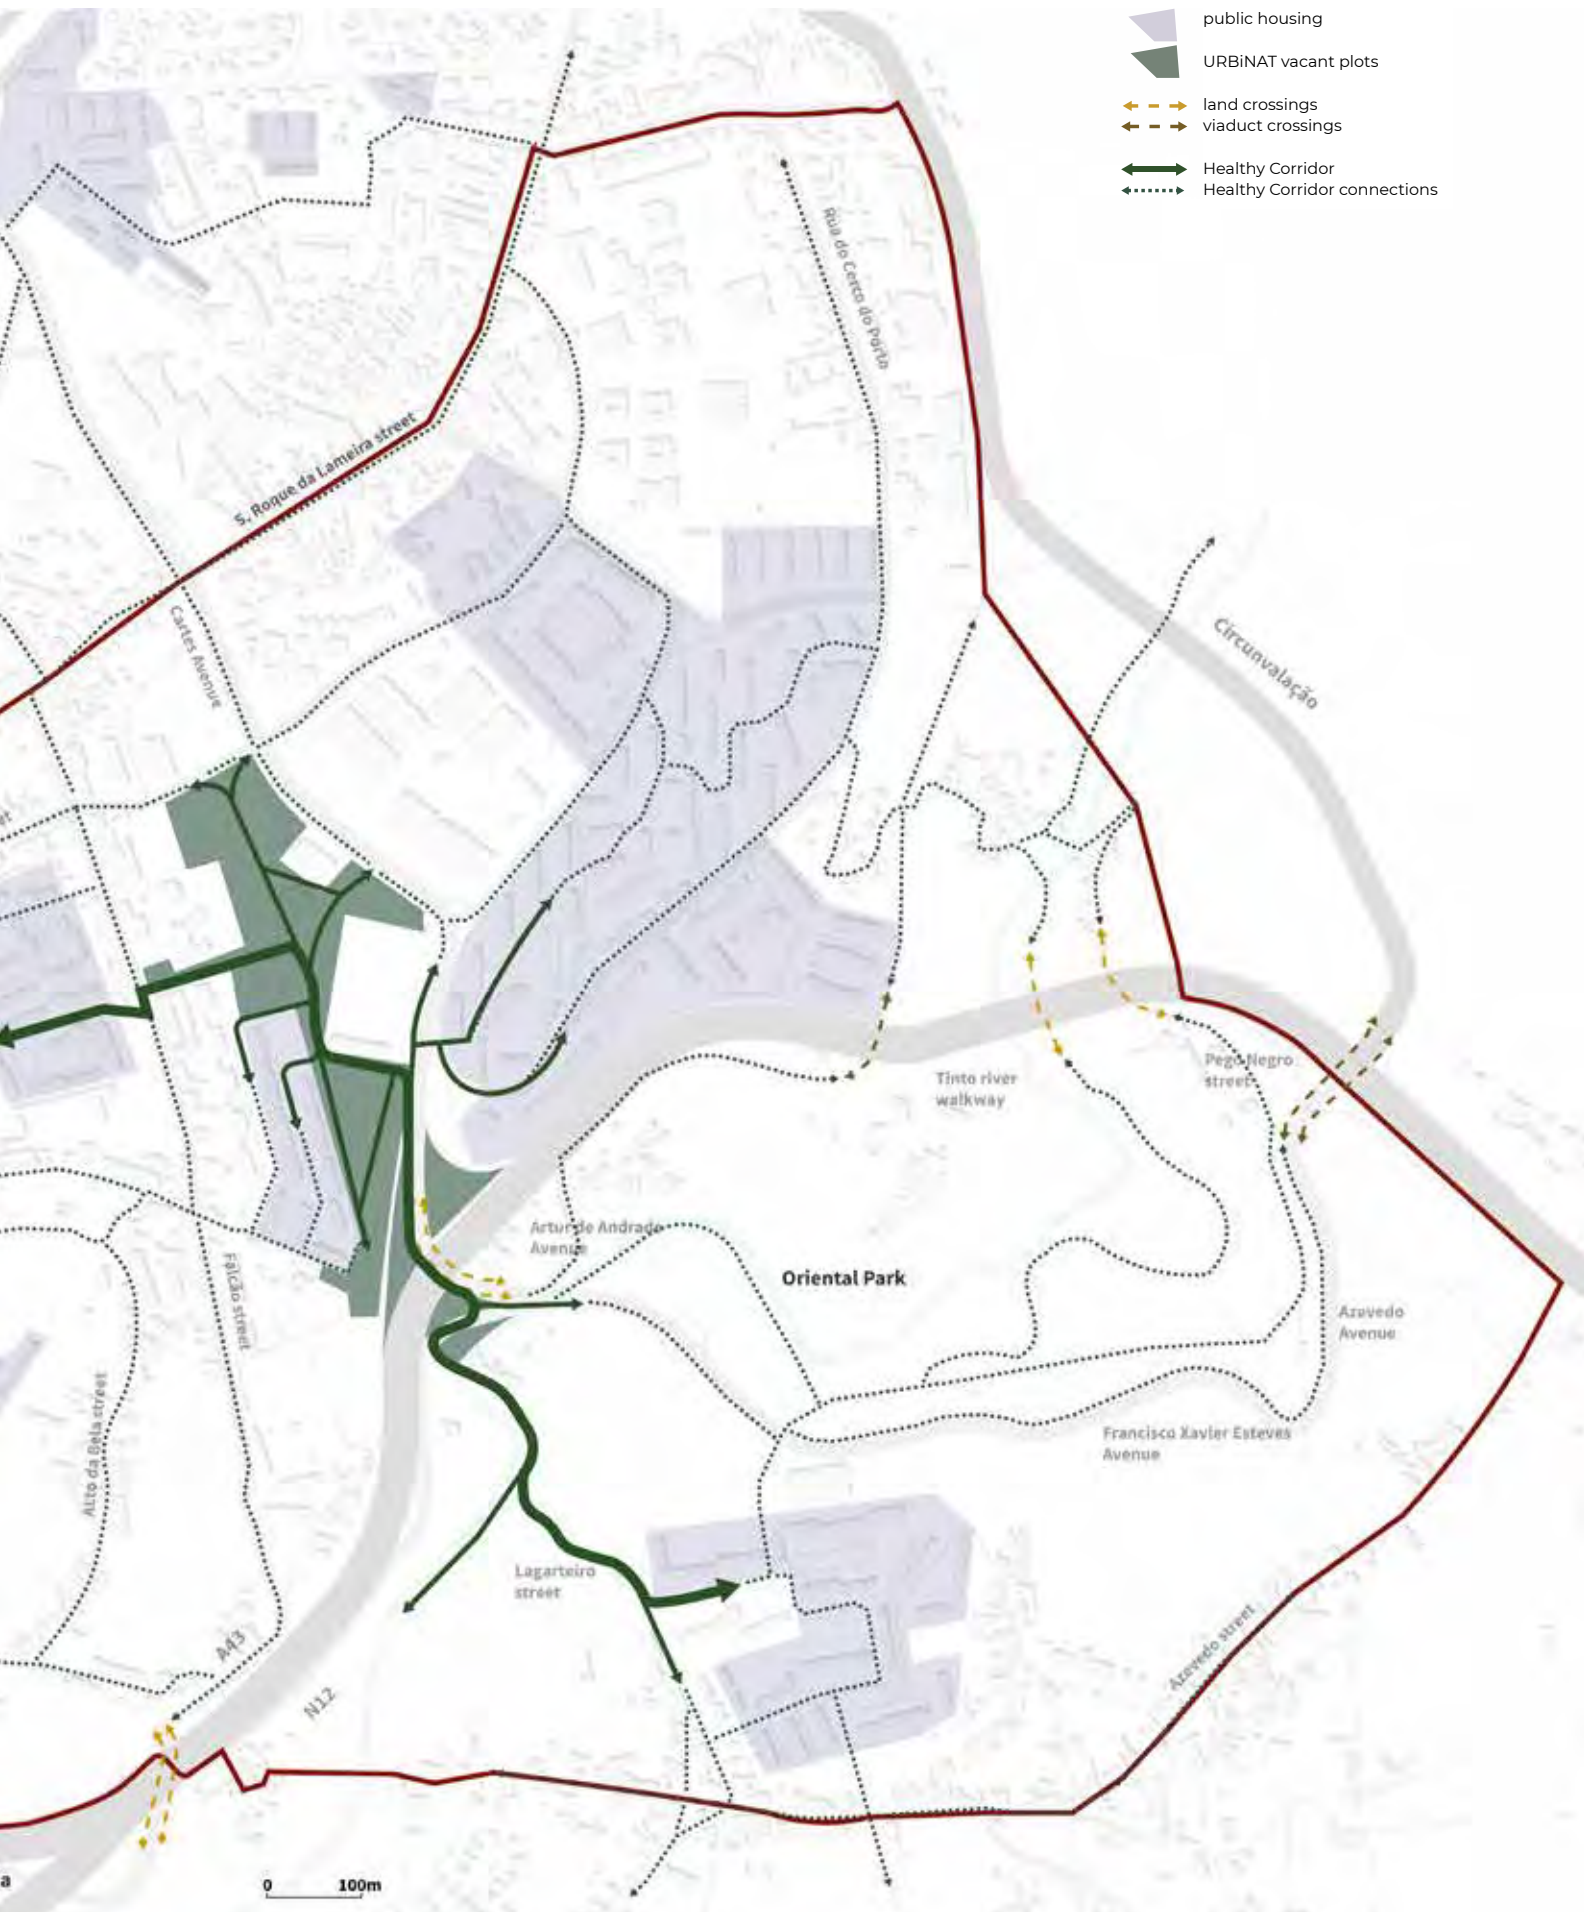 public housing
URBiNAT vacant plots
land crossings
viaduct crossings
Healthy Corridor
Healthy Corridor connections
Rua do Cerco do Porto
S. Roque da Lameira street
Cartes Avenue
Circunvalação
et
Pego Negro
street
Tinto river
walkway
Artur de Andrade
Avenue
Oriental Park
Falcão street
Azevedo
Avenue
Francisco Xavier Esteves
Avenue
Alto da Bela street
Lagarteiro
street
A43
N12
Azevedo street
a
0 100m